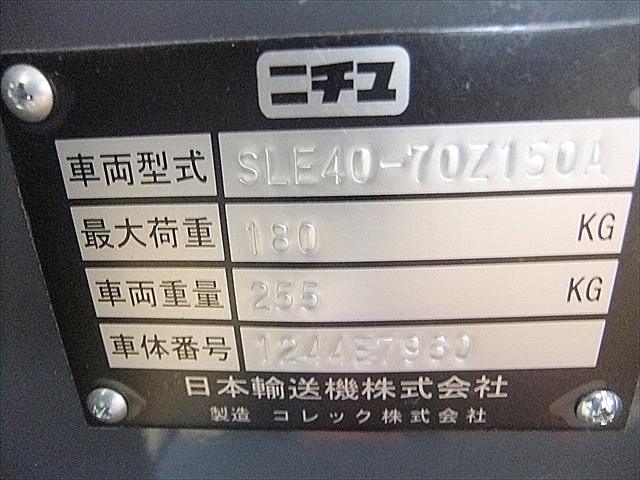 ニチユ
車両型式 SLE40-70Z150A
最大荷重 180 KG
車両重量 255 KG
車体番号 1244E7960
日本輸送機株式会社
製造 コレック株式会社